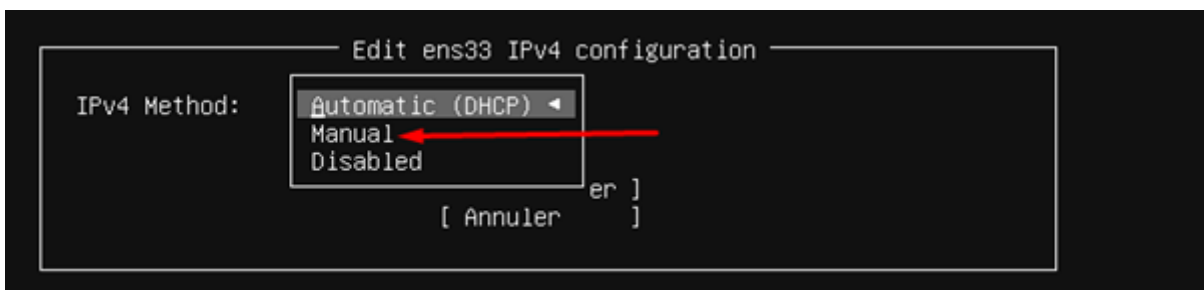 Edit ens33 IPv4 configuration
IPv4 Method:
Automatic (DHCP) ◄
Manual
Disabled
er ]
[ Annuler ]